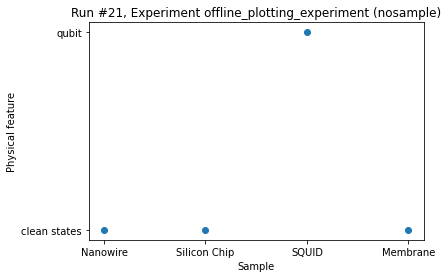 Run #21, Experiment offline_plotting_experiment (nosample)
qubit
Physical feature
clean states
Nanowire
Silicon Chip
SQUID
Membrane
Sample